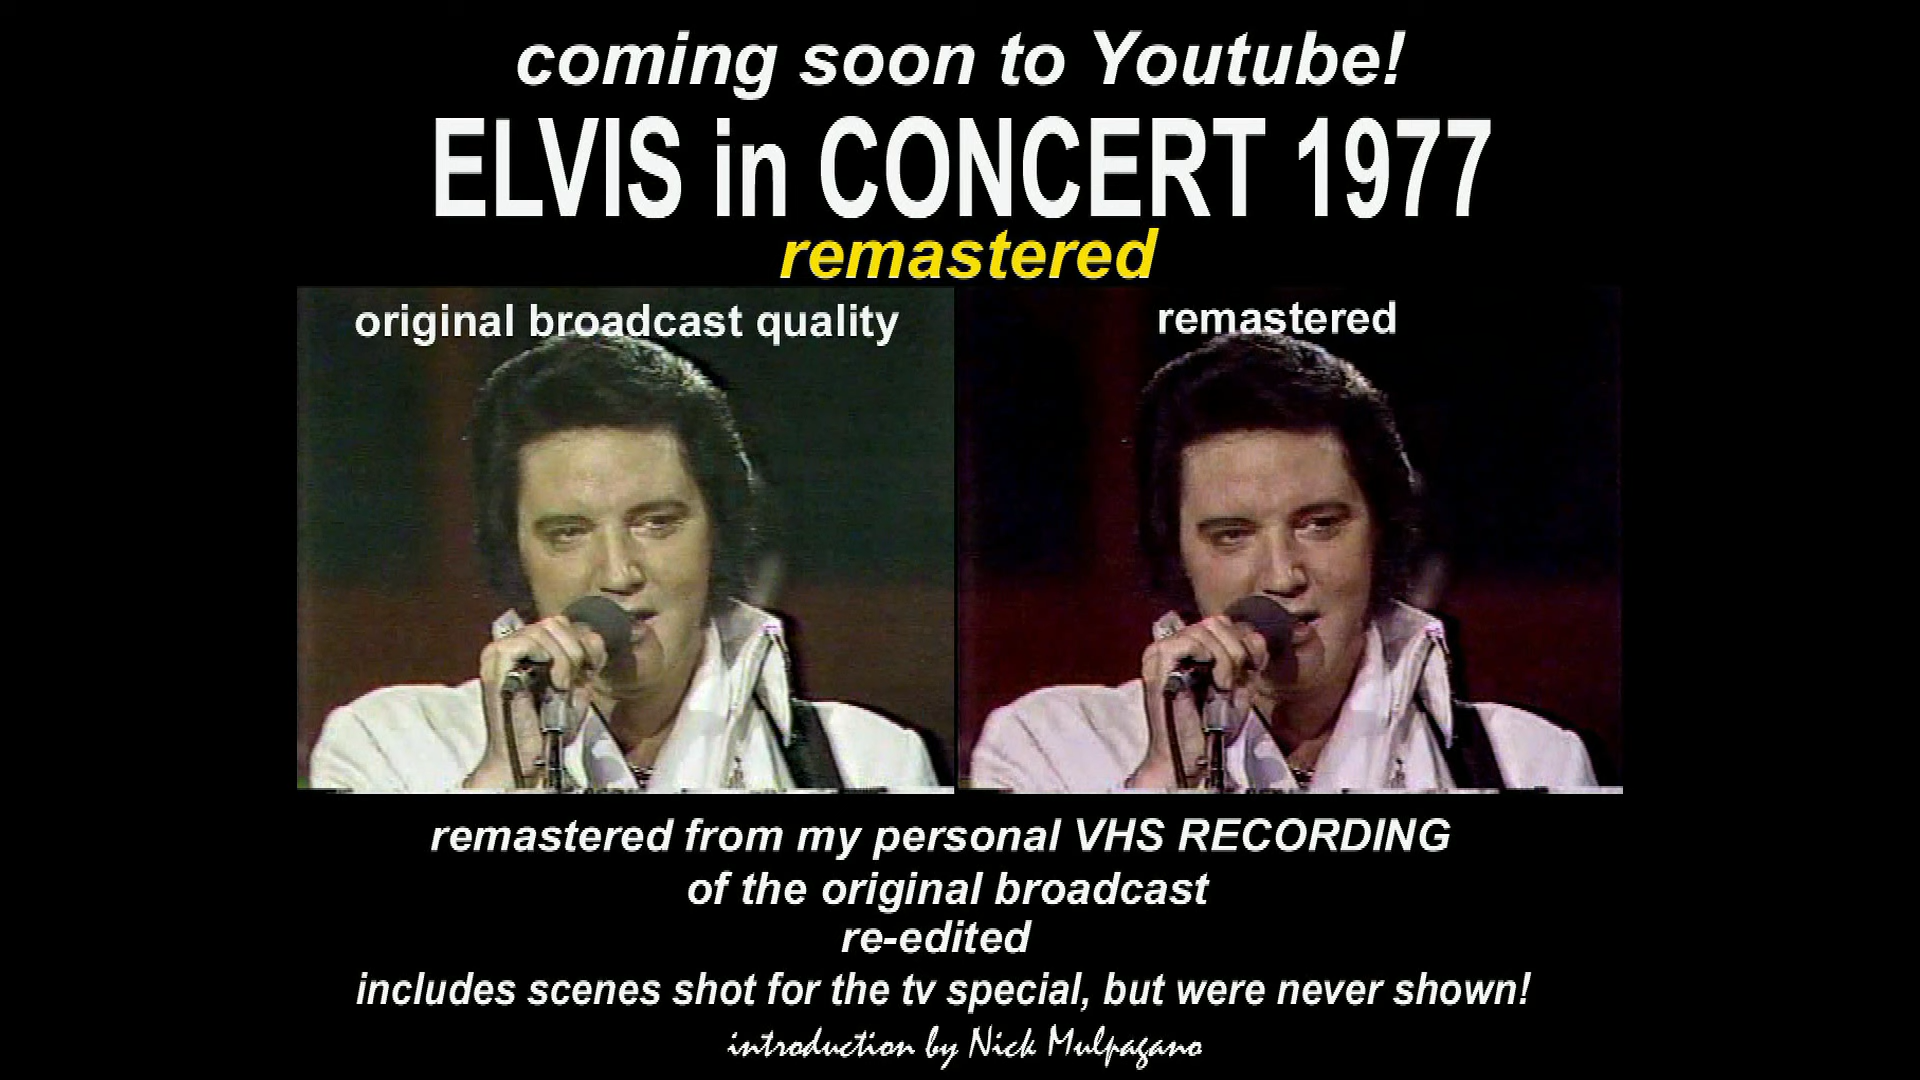 coming soon to Youtube!
ELVIS in CONCERT 1977
remastered
original broadcast quality
remastered
remastered from my personal VHS RECORDING
of the original broadcast
re-edited
includes scenes shot for the tv special, but were never shown!
introduction by Nick Mulpagano